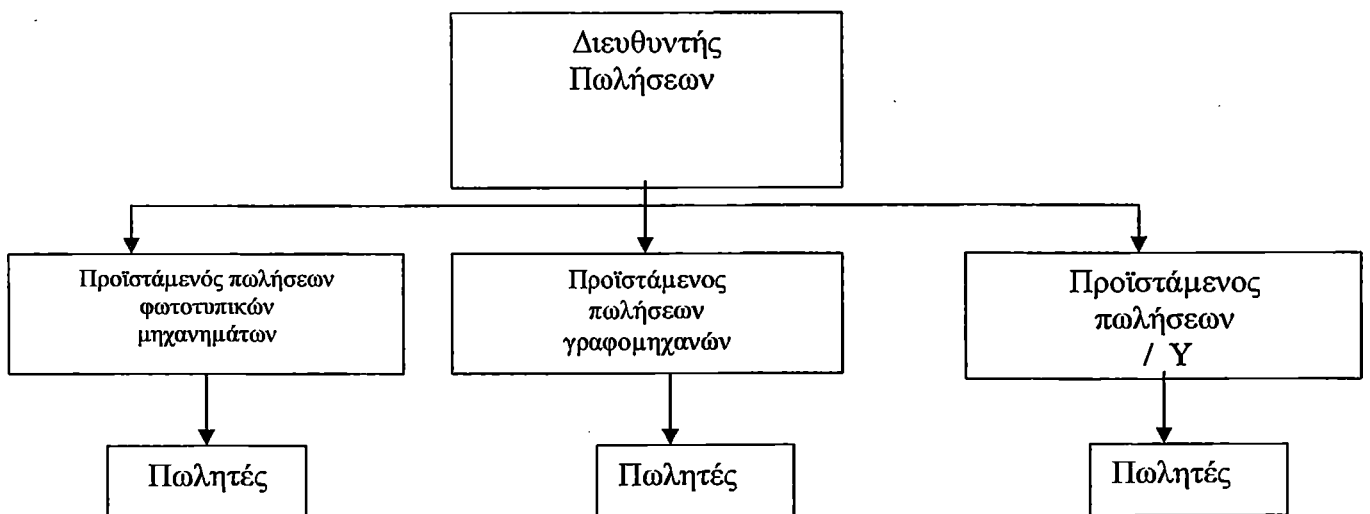 Διευθυντής
Πωλήσεων
Προϊστάμενός πωλήσεων
φωτοτυπικών
μηχανημάτων
Προϊστάμενος
πωλήσεων
γραφομηχανών
Προϊστάμενος
πωλήσεων
/ Υ
Πωλητές
Πωλητές
Πωλητές